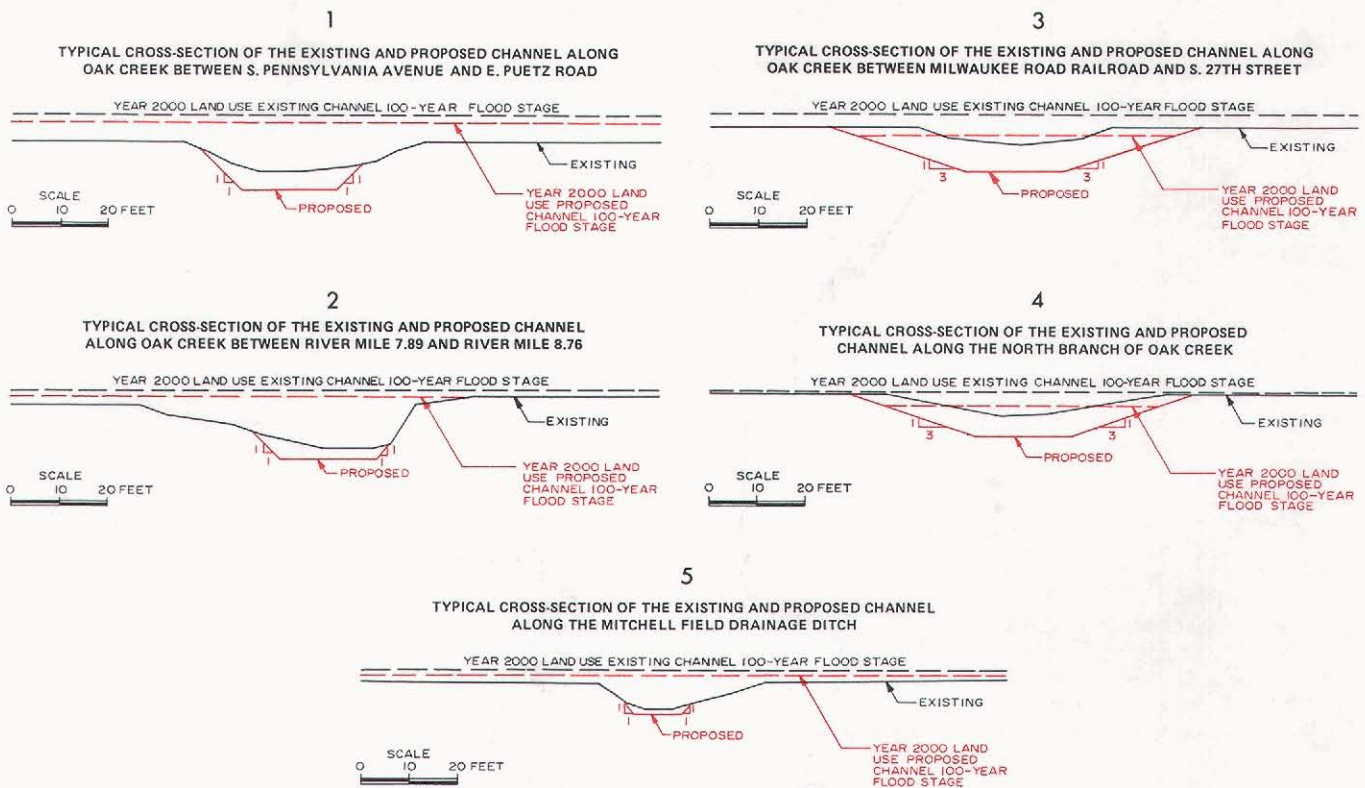 1
TYPICAL CROSS-SECTION OF THE EXISTING AND PROPOSED CHANNEL ALONG
OAK CREEK BETWEEN S. PENNSYLVANIA AVENUE AND E. PUETZ ROAD
YEAR 2000 LAND USE EXISTING CHANNEL 100-YEAR FLOOD STAGE
EXISTING
1
1
1
1
PROPOSED
YEAR 2000 LAND
USE PROPOSED
CHANNEL 100-YEAR
FLOOD STAGE
SCALE
0 10 20 FEET
2
TYPICAL CROSS-SECTION OF THE EXISTING AND PROPOSED CHANNEL
ALONG OAK CREEK BETWEEN RIVER MILE 7.89 AND RIVER MILE 8.76
YEAR 2000 LAND USE EXISTING CHANNEL 100-YEAR FLOOD STAGE
EXISTING
1
1
1
1
PROPOSED
YEAR 2000 LAND
USE PROPOSED
CHANNEL 100-YEAR
FLOOD STAGE
SCALE
0 10 20 FEET
3
TYPICAL CROSS-SECTION OF THE EXISTING AND PROPOSED CHANNEL ALONG
OAK CREEK BETWEEN MILWAUKEE ROAD RAILROAD AND S. 27TH STREET
YEAR 2000 LAND USE EXISTING CHANNEL 100-YEAR FLOOD STAGE
EXISTING
1
3
1
3
PROPOSED
YEAR 2000 LAND
USE PROPOSED
CHANNEL 100-YEAR
FLOOD STAGE
SCALE
0 10 20 FEET
4
TYPICAL CROSS-SECTION OF THE EXISTING AND PROPOSED
CHANNEL ALONG THE NORTH BRANCH OF OAK CREEK
YEAR 2000 LAND USE EXISTING CHANNEL 100-YEAR FLOOD STAGE
EXISTING
1
3
1
3
PROPOSED
YEAR 2000 LAND
USE PROPOSED
CHANNEL 100-YEAR
FLOOD STAGE
SCALE
0 10 20 FEET
5
TYPICAL CROSS-SECTION OF THE EXISTING AND PROPOSED CHANNEL
ALONG THE MITCHELL FIELD DRAINAGE DITCH
YEAR 2000 LAND USE EXISTING CHANNEL 100-YEAR FLOOD STAGE
EXISTING
1
1
1
1
PROPOSED
YEAR 2000 LAND
USE PROPOSED
CHANNEL 100-YEAR
FLOOD STAGE
SCALE
0 10 20 FEET